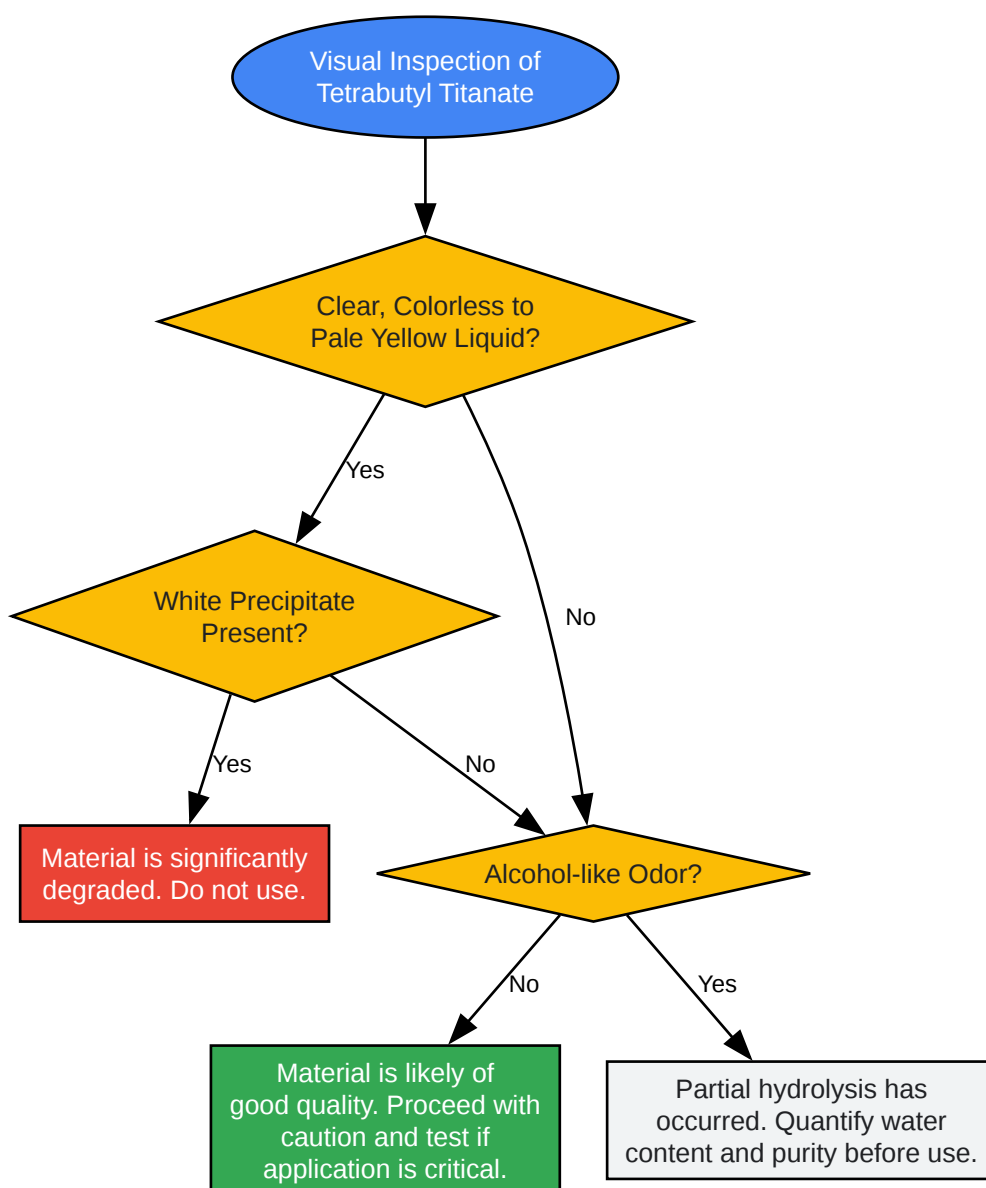 Visual Inspection of
Tetrabutyl Titanate
Clear, Colorless to
Pale Yellow Liquid?
Yes
No
White Precipitate
Present?
Yes
No
Material is significantly
degraded. Do not use.
Alcohol-like Odor?
No
Yes
Material is likely of
good quality. Proceed with
caution and test if
application is critical.
Partial hydrolysis has
occurred. Quantify water
content and purity before use.